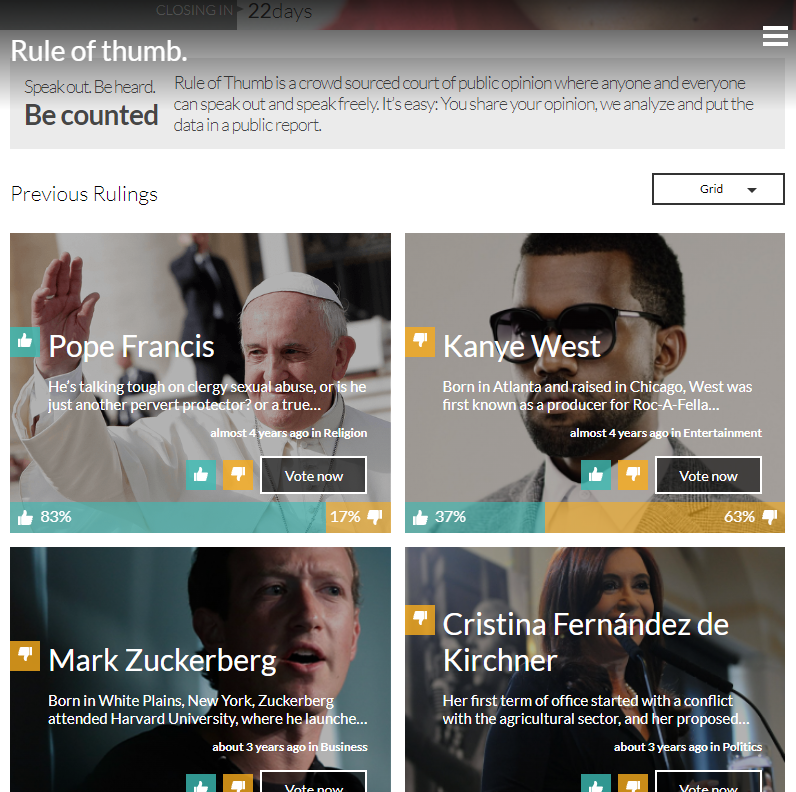 CLOSING IN
22days
Rule of thumb.
Speak out. Be heard.
Be counted
Rule of Thumb is a crowd sourced court of public opinion where anyone and everyone
can speak out and speak freely. It's easy: You share your opinion, we analyze and put the
data in a public report.
Previous Rulings
Grid
Pope Francis
He's talking tough on clergy sexual abuse, or is he
just another pervert protector? or a true...
almost 4 years ago in Religion
Vote now
83%
17%
Kanye West
Born in Atlanta and raised in Chicago, West was
first known as a producer for Roc-A-Fella...
almost 4 years ago in Entertainment
Vote now
37%
63%
Mark Zuckerberg
Born in White Plains, New York, Zuckerberg
attended Harvard University, where he launche...
about 3 years ago in Business
Vote now
Cristina Fernández de
Kirchner
Her first term of office started with a conflict
with the agricultural sector, and her proposed...
about 3 years ago in Politics
Vote now